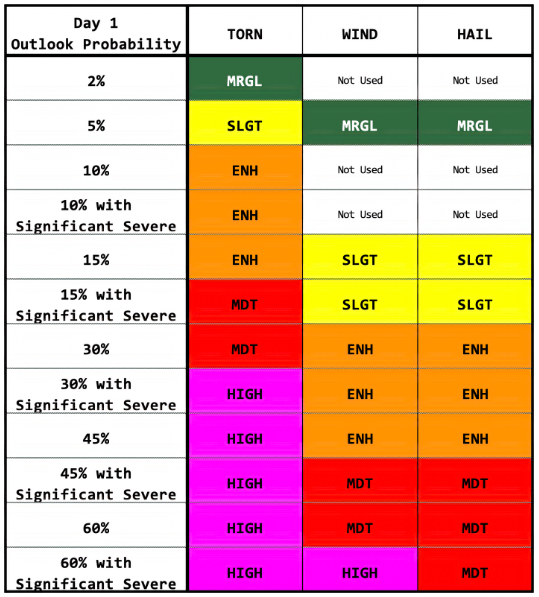 Day 1
Outlook Probability TORN WIND HAIL
2% MRGL Not Used Not Used
5% SLGT MRGL MRGL
10% ENH Not Used Not Used
10% with
Significant Severe ENH Not Used Not Used
15% ENH SLGT SLGT
15% with
Significant Severe MDT SLGT SLGT
30% MDT ENH ENH
30% with
Significant Severe HIGH ENH ENH
45% HIGH ENH ENH
45% with
Significant Severe HIGH MDT MDT
60% HIGH MDT MDT
60% with
Significant Severe HIGH HIGH MDT